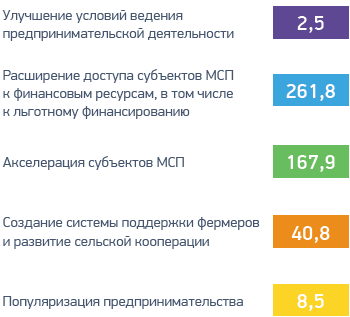 Улучшение условий ведения
предпринимательской деятельности
2,5
Расширение доступа субъектов МСП
к финансовым ресурсам, в том числе
к льготному финансированию
261,8
Акселерация субъектов МСП
167,9
Создание системы поддержки фермеров
и развитие сельской кооперации
40,8
Популяризация предпринимательства
8,5